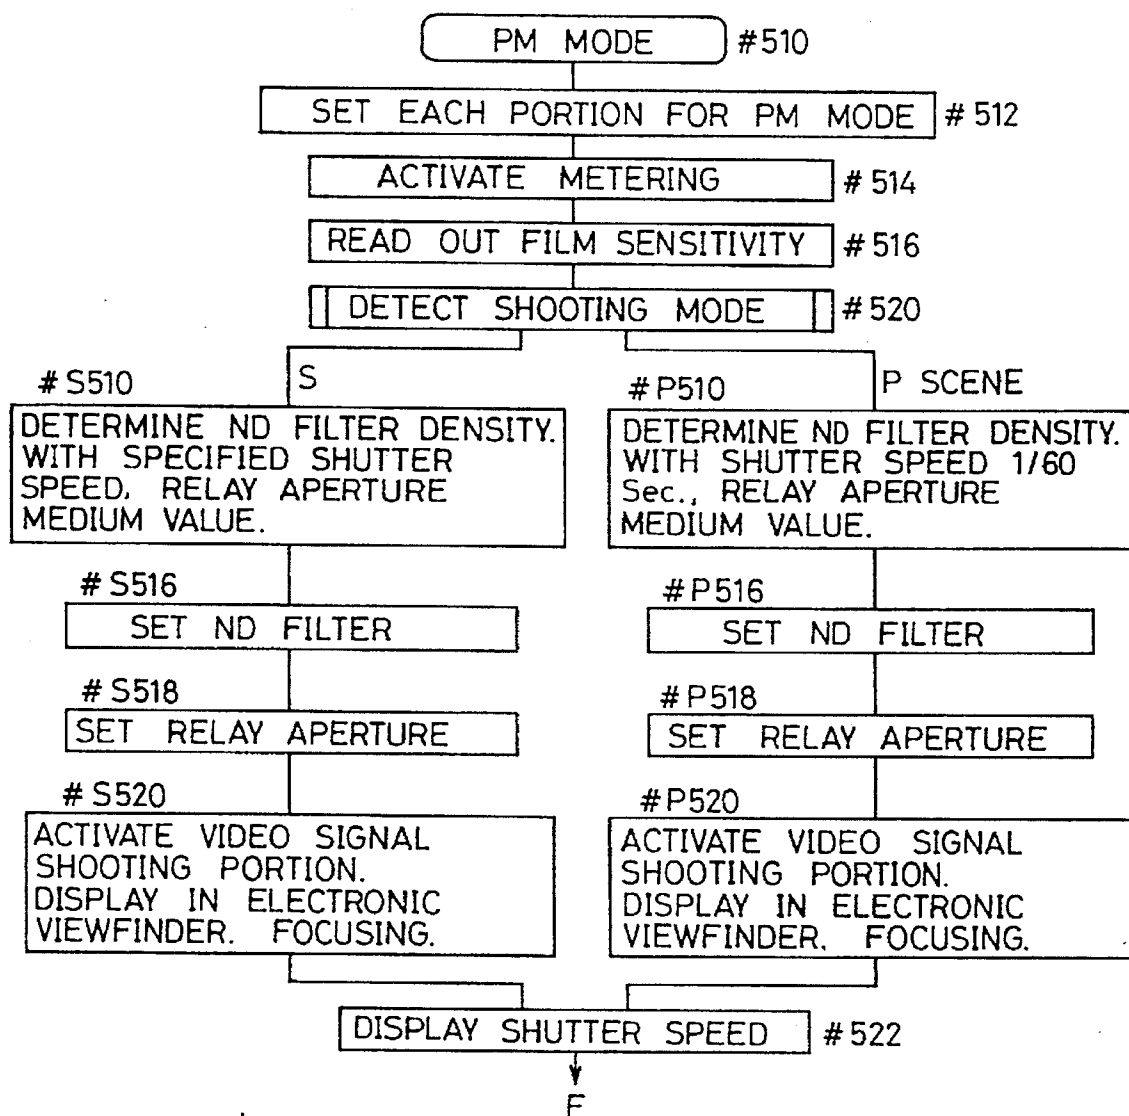 PM MODE #510
SET EACH PORTION FOR PM MODE #512
ACTIVATE METERING #514
READ OUT FILM SENSITIVITY #516
DETECT SHOOTING MODE #520
S
#S510
DETERMINE ND FILTER DENSITY.
WITH SPECIFIED SHUTTER
SPEED, RELAY APERTURE
MEDIUM VALUE.
#S516
SET ND FILTER
#S518
SET RELAY APERTURE
#S520
ACTIVATE VIDEO SIGNAL
SHOOTING PORTION.
DISPLAY IN ELECTRONIC
VIEWFINDER. FOCUSING.
P SCENE
#P510
DETERMINE ND FILTER DENSITY.
WITH SHUTTER SPEED 1/60
Sec., RELAY APERTURE
MEDIUM VALUE.
#P516
SET ND FILTER
#P518
SET RELAY APERTURE
#P520
ACTIVATE VIDEO SIGNAL
SHOOTING PORTION.
DISPLAY IN ELECTRONIC
VIEWFINDER. FOCUSING.
DISPLAY SHUTTER SPEED #522